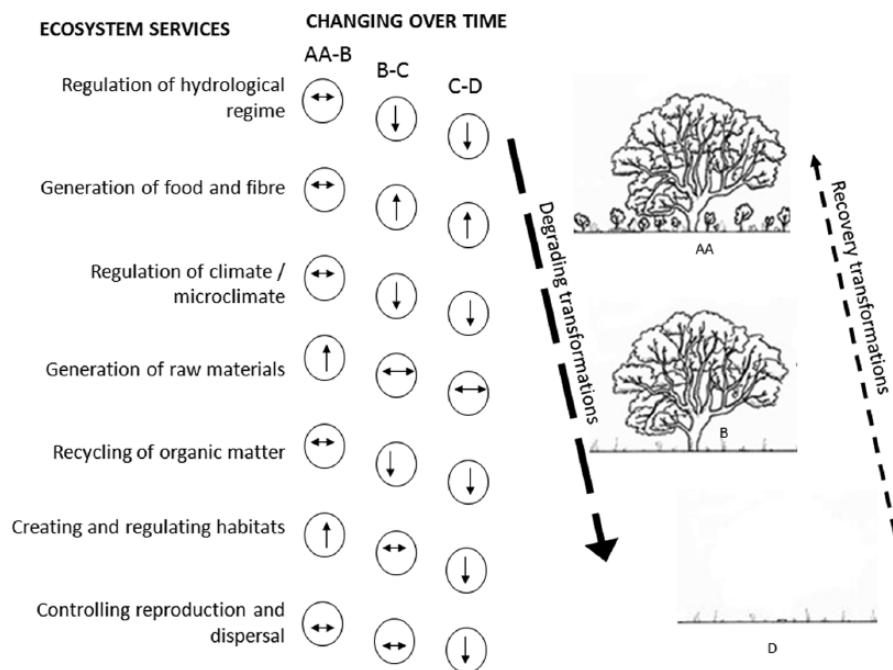 ECOSYSTEM SERVICES
CHANGING OVER TIME
AA-B
B-C
C-D
Regulation of hydrological
regime
Generation of food and fibre
Regulation of climate /
microclimate
Generation of raw materials
Recycling of organic matter
Creating and regulating habitats
Controlling reproduction and
dispersal
Degrading transformations
AA
B
D
Recovery transformations